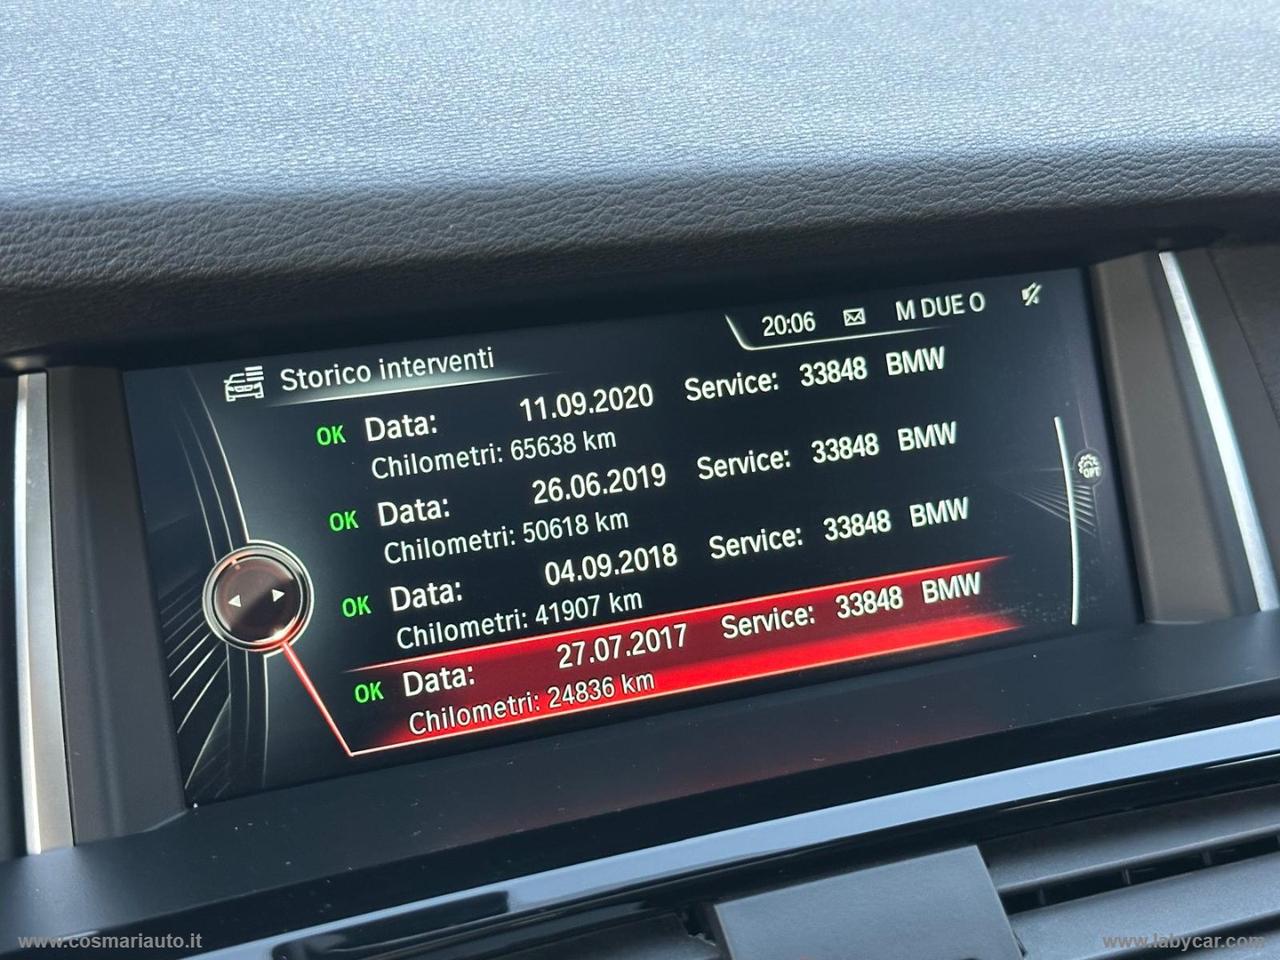 20:06 M DUE O
Storico interventi
OK Data: 11.09.2020 Service: 33848 BMW
Chilometri: 65638 km
OK Data: 26.06.2019 Service: 33848 BMW
Chilometri: 50618 km
OK Data: 04.09.2018 Service: 33848 BMW
Chilometri: 41907 km
OK Data: 27.07.2017 Service: 33848 BMW
Chilometri: 24836 km
OPT
www.cosmariauto.it
www.labycar.com